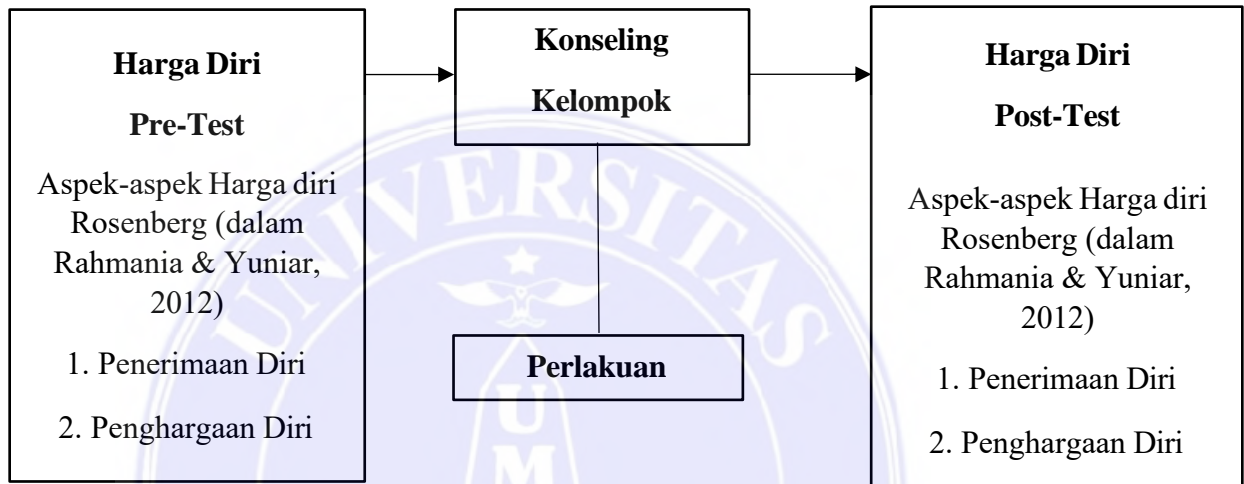 Harga Diri
Pre-Test
Aspek-aspek Harga diri
Rosenberg (dalam
Rahmania & Yuniar,
2012)
1. Penerimaan Diri
2. Penghargaan Diri
Konseling
Kelompok
Perlakuan
Harga Diri
Post-Test
Aspek-aspek Harga diri
Rosenberg (dalam
Rahmania & Yuniar,
2012)
1. Penerimaan Diri
2. Penghargaan Diri
UNIVERSITAS
U
M